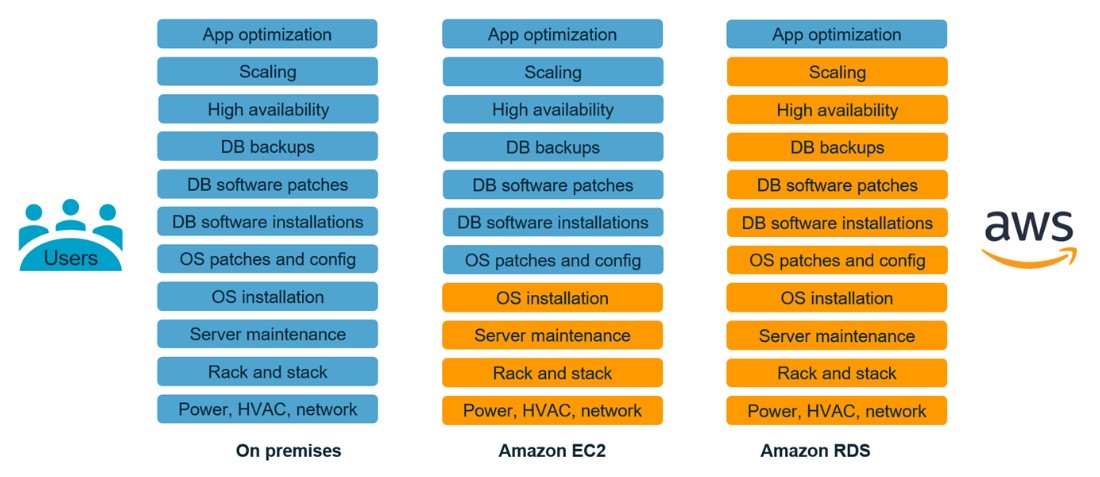 App optimization
Scaling
High availability
DB backups
DB software patches
DB software installations
OS patches and config
OS installation
Server maintenance
Rack and stack
Power, HVAC, network
On premises
App optimization
Scaling
High availability
DB backups
DB software patches
DB software installations
OS patches and config
OS installation
Server maintenance
Rack and stack
Power, HVAC, network
Amazon EC2
App optimization
Scaling
High availability
DB backups
DB software patches
DB software installations
OS patches and config
OS installation
Server maintenance
Rack and stack
Power, HVAC, network
Amazon RDS
Users
aws